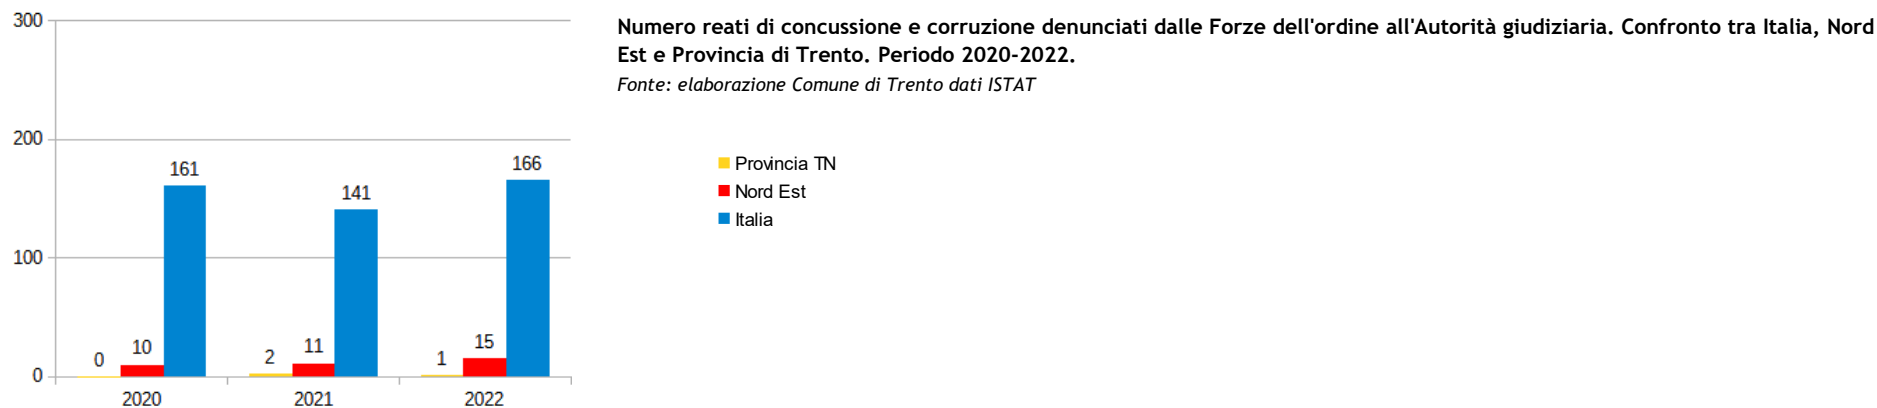 Numero reati di concussione e corruzione denunciati dalle Forze dell'ordine all'Autorità giudiziaria. Confronto tra Italia, Nord
Est e Provincia di Trento. Periodo 2020-2022.
Fonte: elaborazione Comune di Trento dati ISTAT
300
200
100
0
0
10
161
2
11
141
1
15
166
2020
2021
2022
Provincia TN
Nord Est
Italia